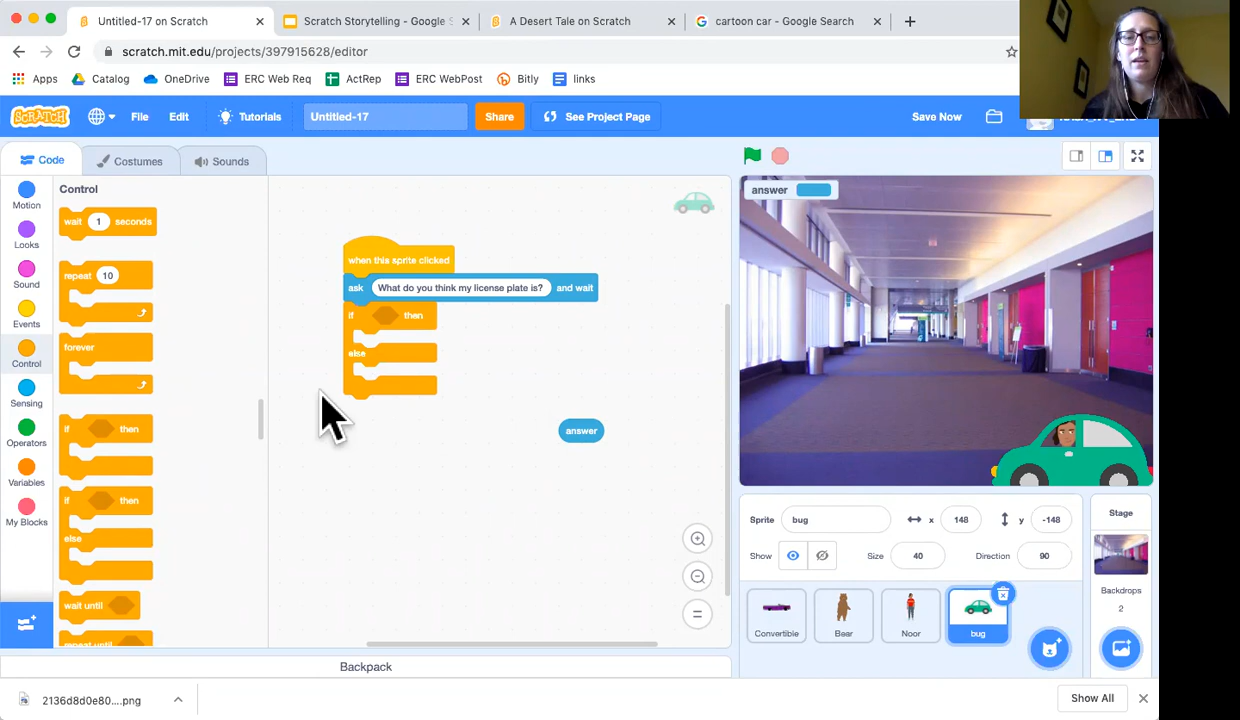 Untitled-17 on Scratch
Scratch Storytelling - Google S
A Desert Tale on Scratch
cartoon car - Google Search
scratch.mit.edu/projects/397915628/editor
Apps
Catalog
OneDrive
ERC Web Req
ActRep
ERC WebPost
Bitly
links
SCRATCH
File
Edit
Tutorials
Untitled-17
Share
See Project Page
Save Now
Code
Costumes
Sounds
Motion
Looks
Sound
Events
Control
Sensing
Operators
Variables
My Blocks
Control
wait 1 seconds
repeat 10
forever
if then
if then
else
wait until
repeat until
when this sprite clicked
ask What do you think my license plate is? and wait
if then
else
answer
answer
Sprite bug x 148 y -148
Show Size 40 Direction 90
Convertible
Bear
Noor
bug
Stage
Backdrops
2
Backpack
2136d8d0e80....png
Show All